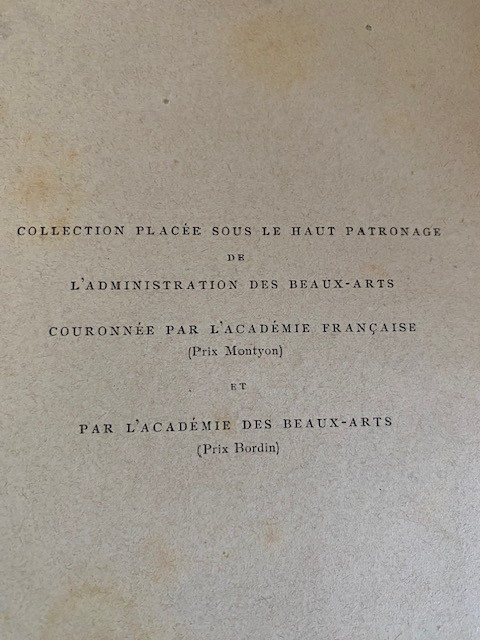 COLLECTION PLACÉE SOUS LE HAUT PATRONAGE
DE
L'ADMINISTRATION DES BEAUX-ARTS
COURONNÉE PAR L'ACADÉMIE FRANÇAISE
(Prix Montyon)
ET
PAR L'ACADÉMIE DES BEAUX-ARTS
(Prix Bordin)